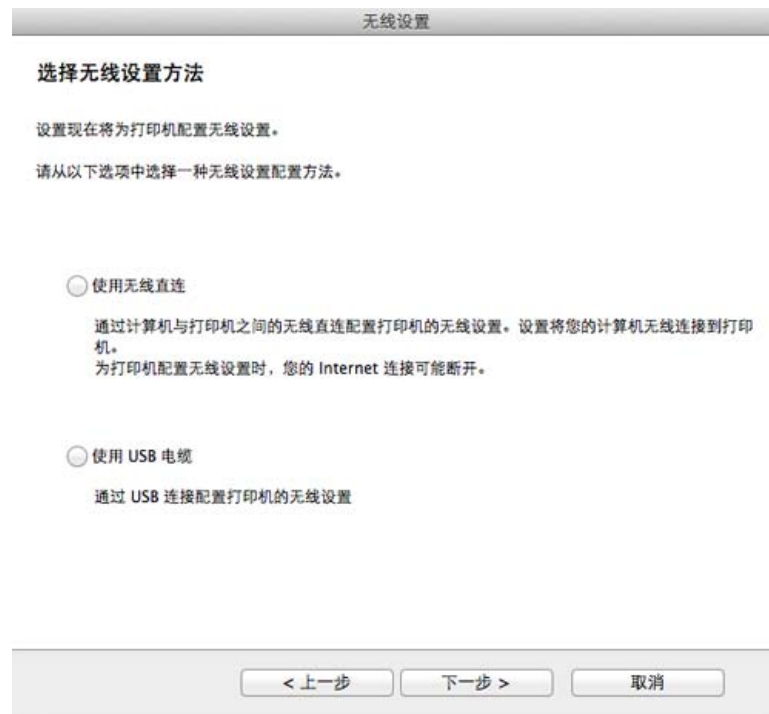 无线设置
选择无线设置方法
设置现在将为打印机配置无线设置。
请从以下选项中选择一种无线设置配置方法。
使用无线直连
通过计算机与打印机之间的无线直连配置打印机的无线设置。设置将您的计算机无线连接到打印
机。
为打印机配置无线设置时，您的 Internet 连接可能断开。
使用 USB 电缆
通过 USB 连接配置打印机的无线设置
< 上一步 下一步 > 取消